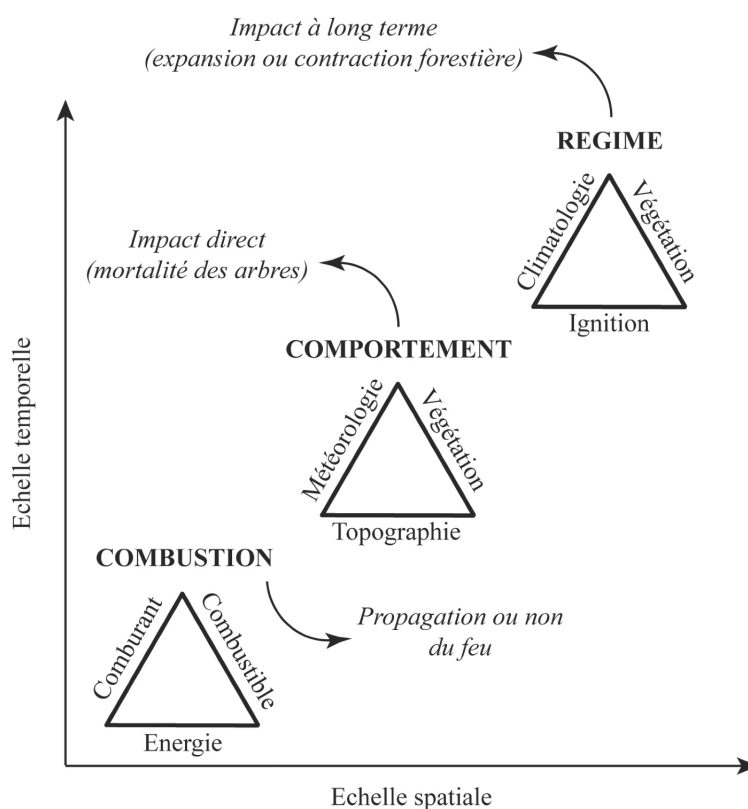 Impact à long terme
(expansion ou contraction forestière)
REGIME
Climatologie
Végétation
Ignition
Impact direct
(mortalité des arbres)
COMPORTEMENT
Météorologie
Végétation
Topographie
COMBUSTION
Comburant
Combustible
Energie
Propagation ou non
du feu
Echelle temporelle
Echelle spatiale